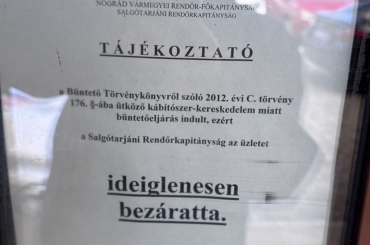 NÓGRÁD VÁRMEGYEI RENDŐR-FŐKAPITÁNYSÁG
SALGÓTARJÁNI RENDŐRKAPITÁNYSÁG
TÁJÉKOZTATÓ
a Büntető Törvénykönyvről szóló 2012. évi C. törvény
176. §-ába ütköző kábítószer-kereskedelem miatt
büntetőeljárás indult, ezért
a Salgótarjáni Rendőrkapitányság az üzletet
ideiglenesen
bezáratta.